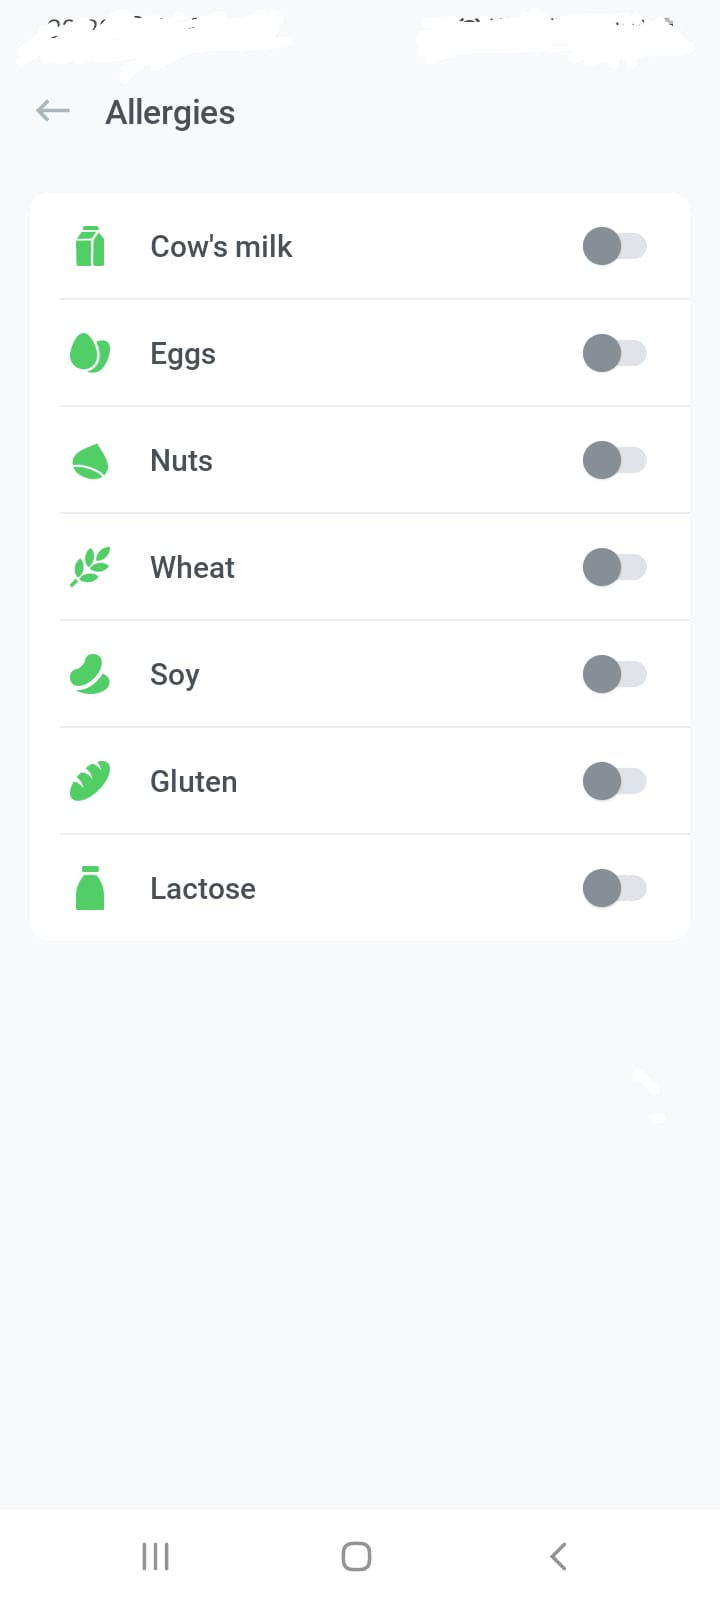 Allergies
Cow's milk
Eggs
Nuts
Wheat
Soy
Gluten
Lactose